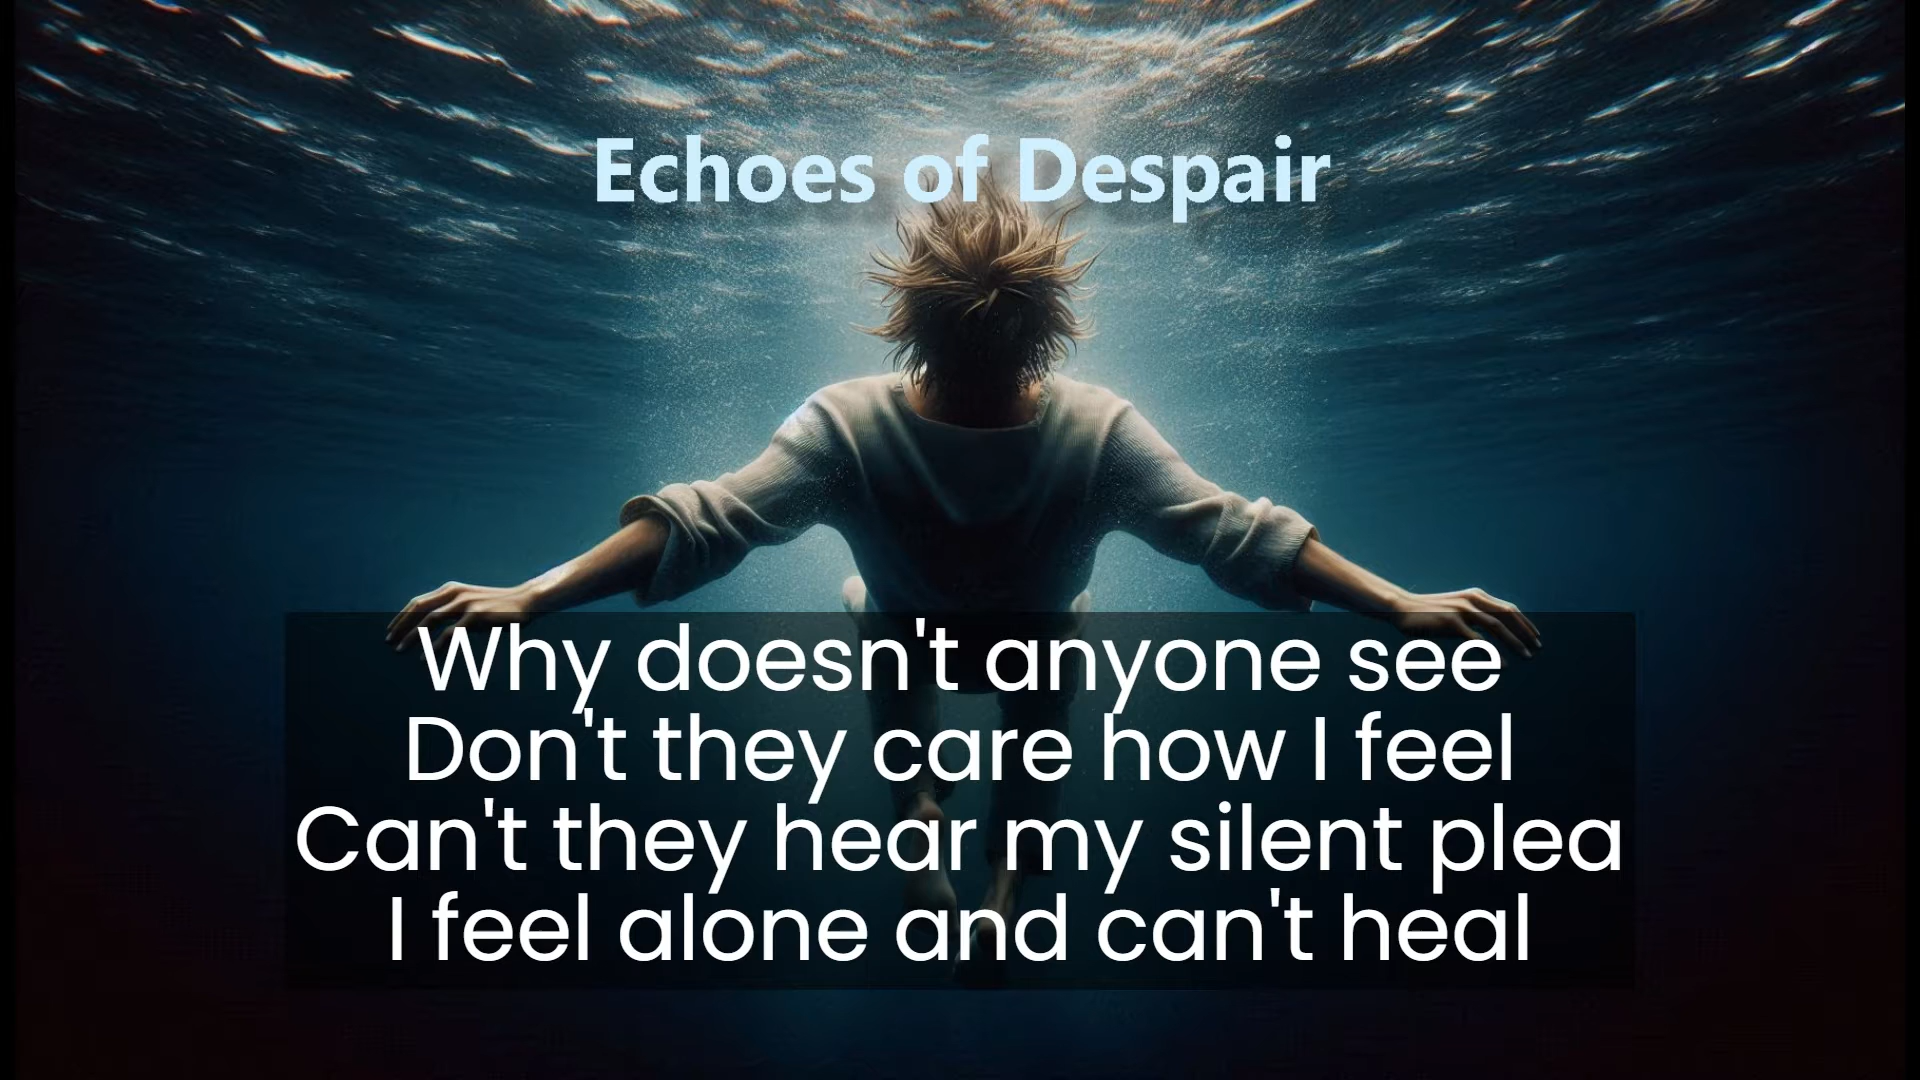 Echoes of Despair
Why doesn't anyone see
Don't they care how I feel
Can't they hear my silent plea
I feel alone and can't heal